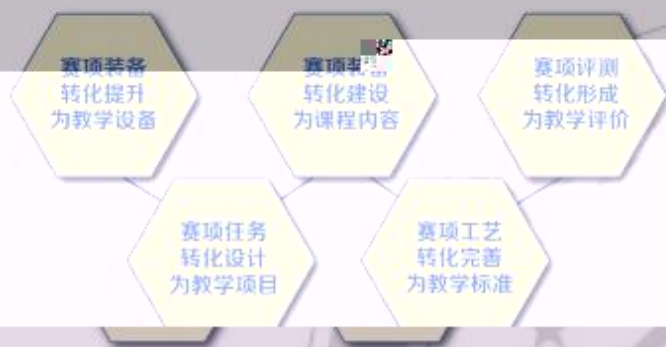 赛项装备
转化提升
为教学设备
赛项装备
转化建设
为课程内容
赛项评测
转化形成
为教学评价
赛项任务
转化设计
为教学项目
赛项工艺
转化完善
为教学标准